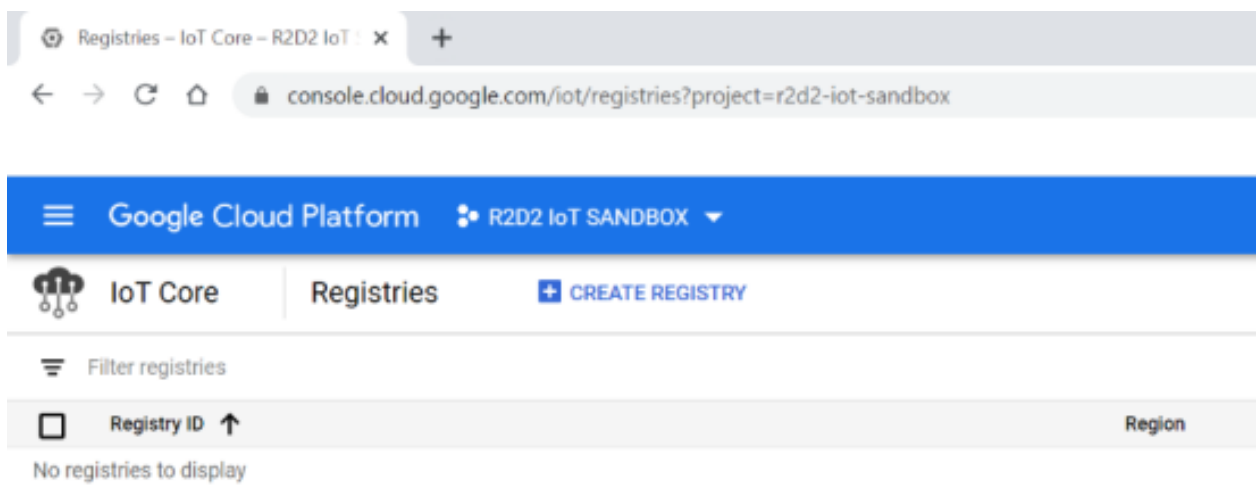 Registries – IoT Core – R2D2 IoT S
console.cloud.google.com/iot/registries?project=r2d2-iot-sandbox
Google Cloud Platform R2D2 IoT SANDBOX
IoT Core Registries CREATE REGISTRY
Filter registries
Registry ID Region
No registries to display